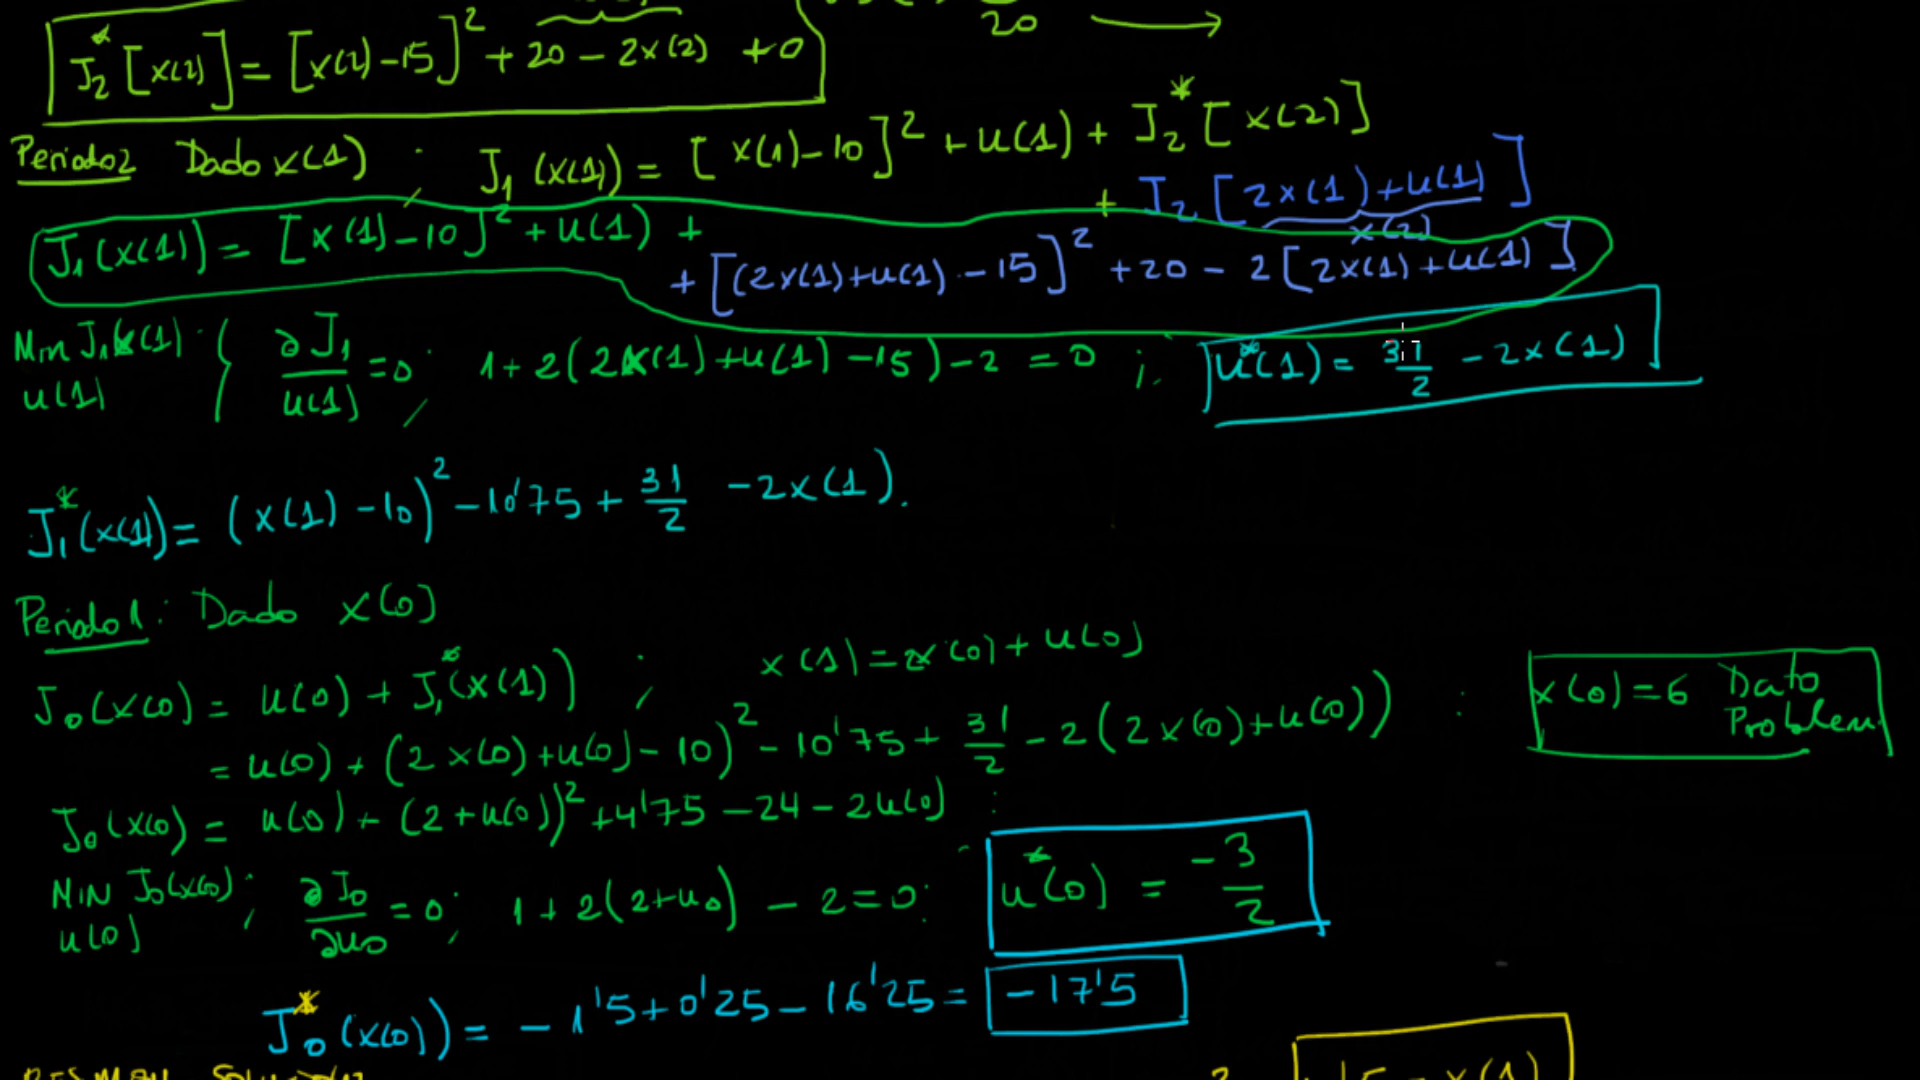 J₂*[x(2)] = [x(2)-15]² + 20 - 2x(2) + 0
20
Periodo 2 Dado x(1) ; J₁(x(1)) = [x(1)-10]² + u(1) + J₂*[x(2)]
+ J₂[2x(1)+u(1)]
x(2)
J₁(x(1)) = [x(1)-10]² + u(1) +
+ [(2x(1)+u(1) - 15]² + 20 - 2[2x(1)+u(1)]
Min J₁x(1) { ∂J₁/u(1) = 0 ; 1+2(2x(1)+u(1)-15)-2 = 0 ; u*(1) = 31/2 - 2x(1)
u(1)
J₁*(x(1)) = (x(1)-10)² - 10'75 + 31/2 - 2x(1).
Periodo 1: Dado x(0)
J₀(x(0) = u(0) + J₁*(x(1)) ; x(1) = 2x(0)+u(0)
= u(0) + (2x(0)+u(0)-10)² - 10'75 + 31/2 - 2(2x(0)+u(0)) : x(0)=6 Dato
Problem
J₀(x(0) = u(0) + (2+u(0))² + 4'75 - 24 - 2u(0) :
MIN J₀(x(0) ; ∂J₀/∂u₀ = 0 ; 1+2(2+u₀) - 2 = 0 : u*(0) = -3/2
u(0)
J₀*(x(0)) = -1'5 + 0'25 - 16'25 = -17'5